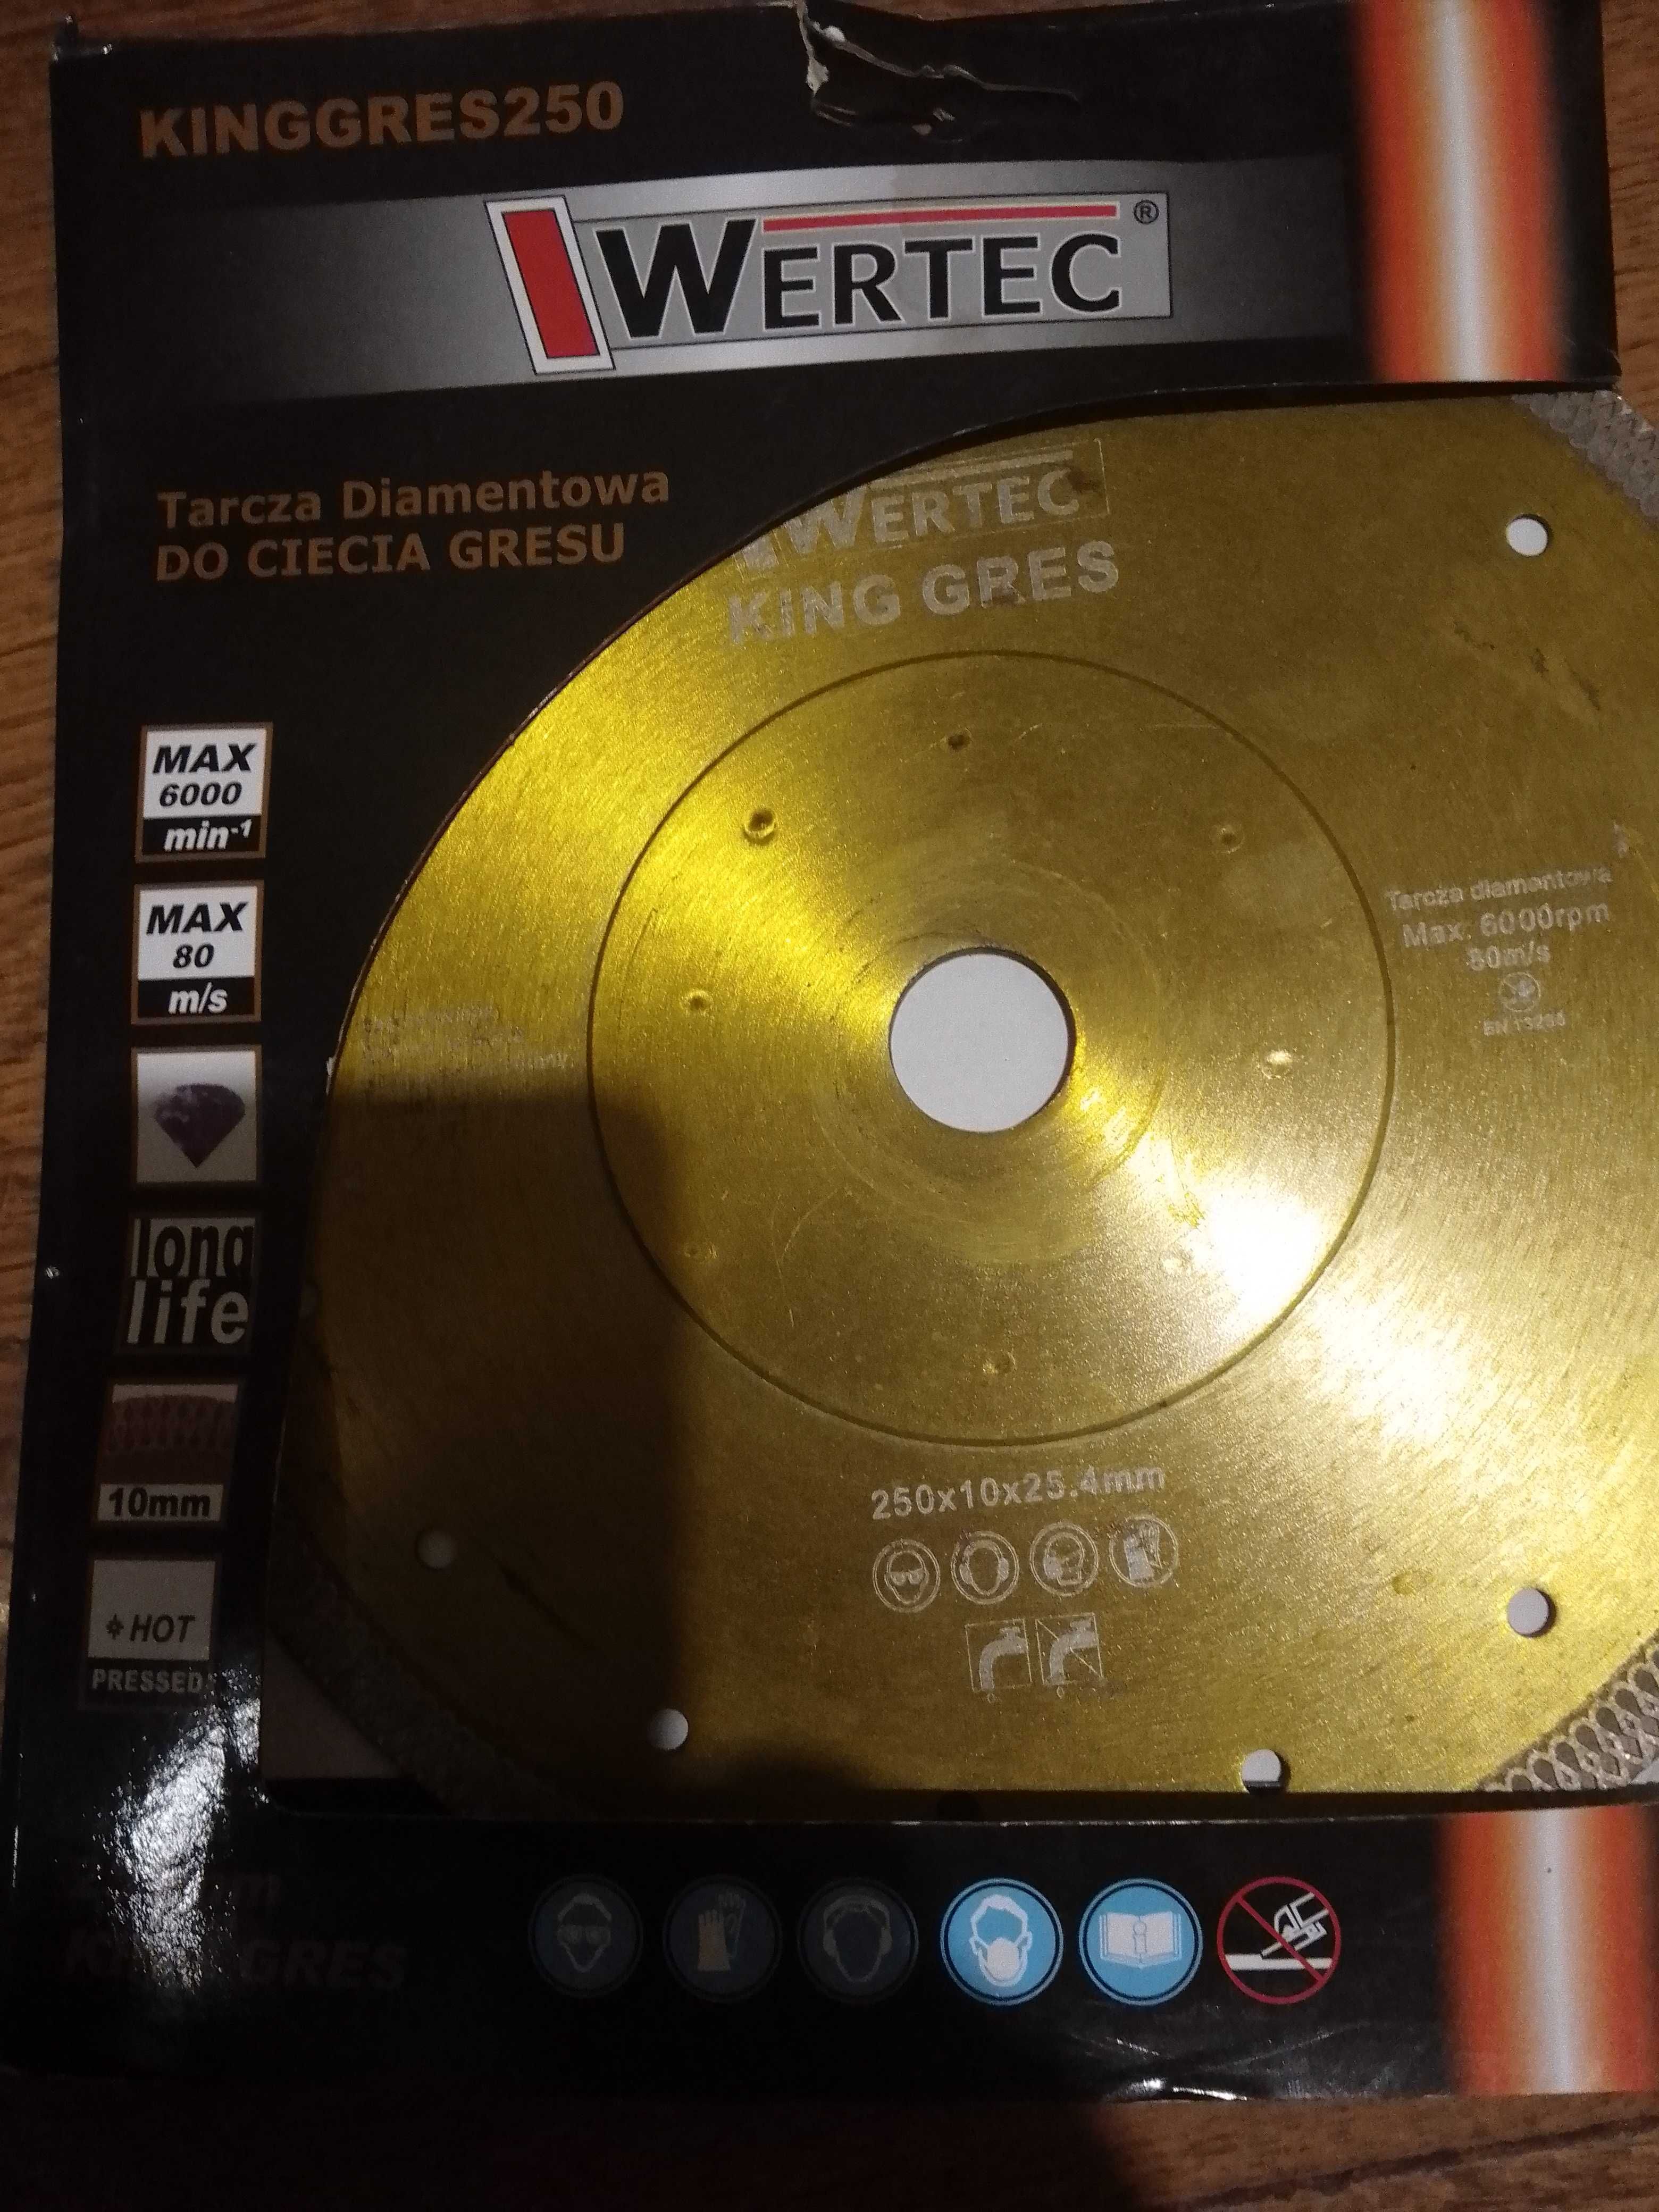 KINGGRES250
WERTEC®
Tarcza Diamentowa
DO CIECIA GRESU
WERTEC
KING GRES
MAX
6000
min-1
MAX
80
m/s
Tarcza diamentowa
Max. 6000rpm
80m/s
long
life
10mm
HOT
PRESSED
250x10x25.4mm
GRES